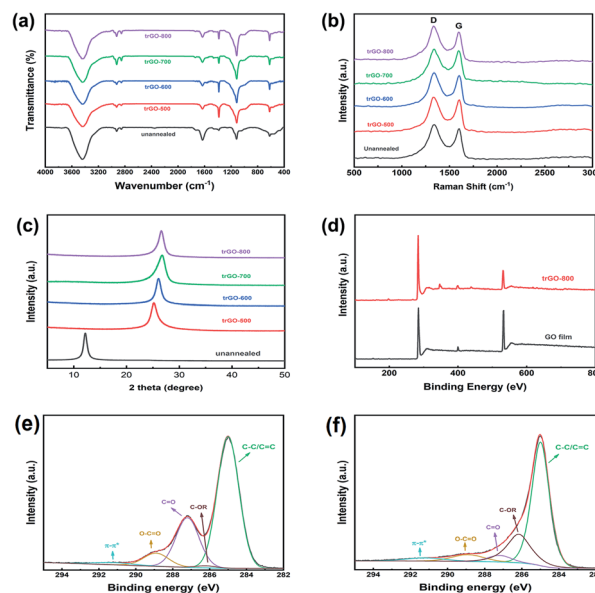 (a)
Transmittance (%)
trGO-800
trGO-700
trGO-600
trGO-500
unannealed
4000 3600 3200 2800 2400 2000 1600 1200 800 400
Wavenumber (cm⁻¹)
(b)
Intensity (a.u.)
D G
trGO-800
trGO-700
trGO-600
trGO-500
Unannealed
500 1000 1500 2000 2500 3000
Raman Shift (cm⁻¹)
(c)
Intensity (a.u.)
trGO-800
trGO-700
trGO-600
trGO-500
unannealed
10 20 30 40 50
2 theta (degree)
(d)
Intensity (a.u.)
trGO-800
GO film
200 400 600 800
Binding Energy (eV)
(e)
Intensity (a.u.)
C-C/C=C
C=O
C-OR
O-C=O
π-π*
294 292 290 288 286 284 282
Binding energy (eV)
(f)
Intensity (a.u.)
C-C/C=C
C-OR
C=O
O-C=O
π-π*
294 292 290 288 286 284 282
Binding energy (eV)